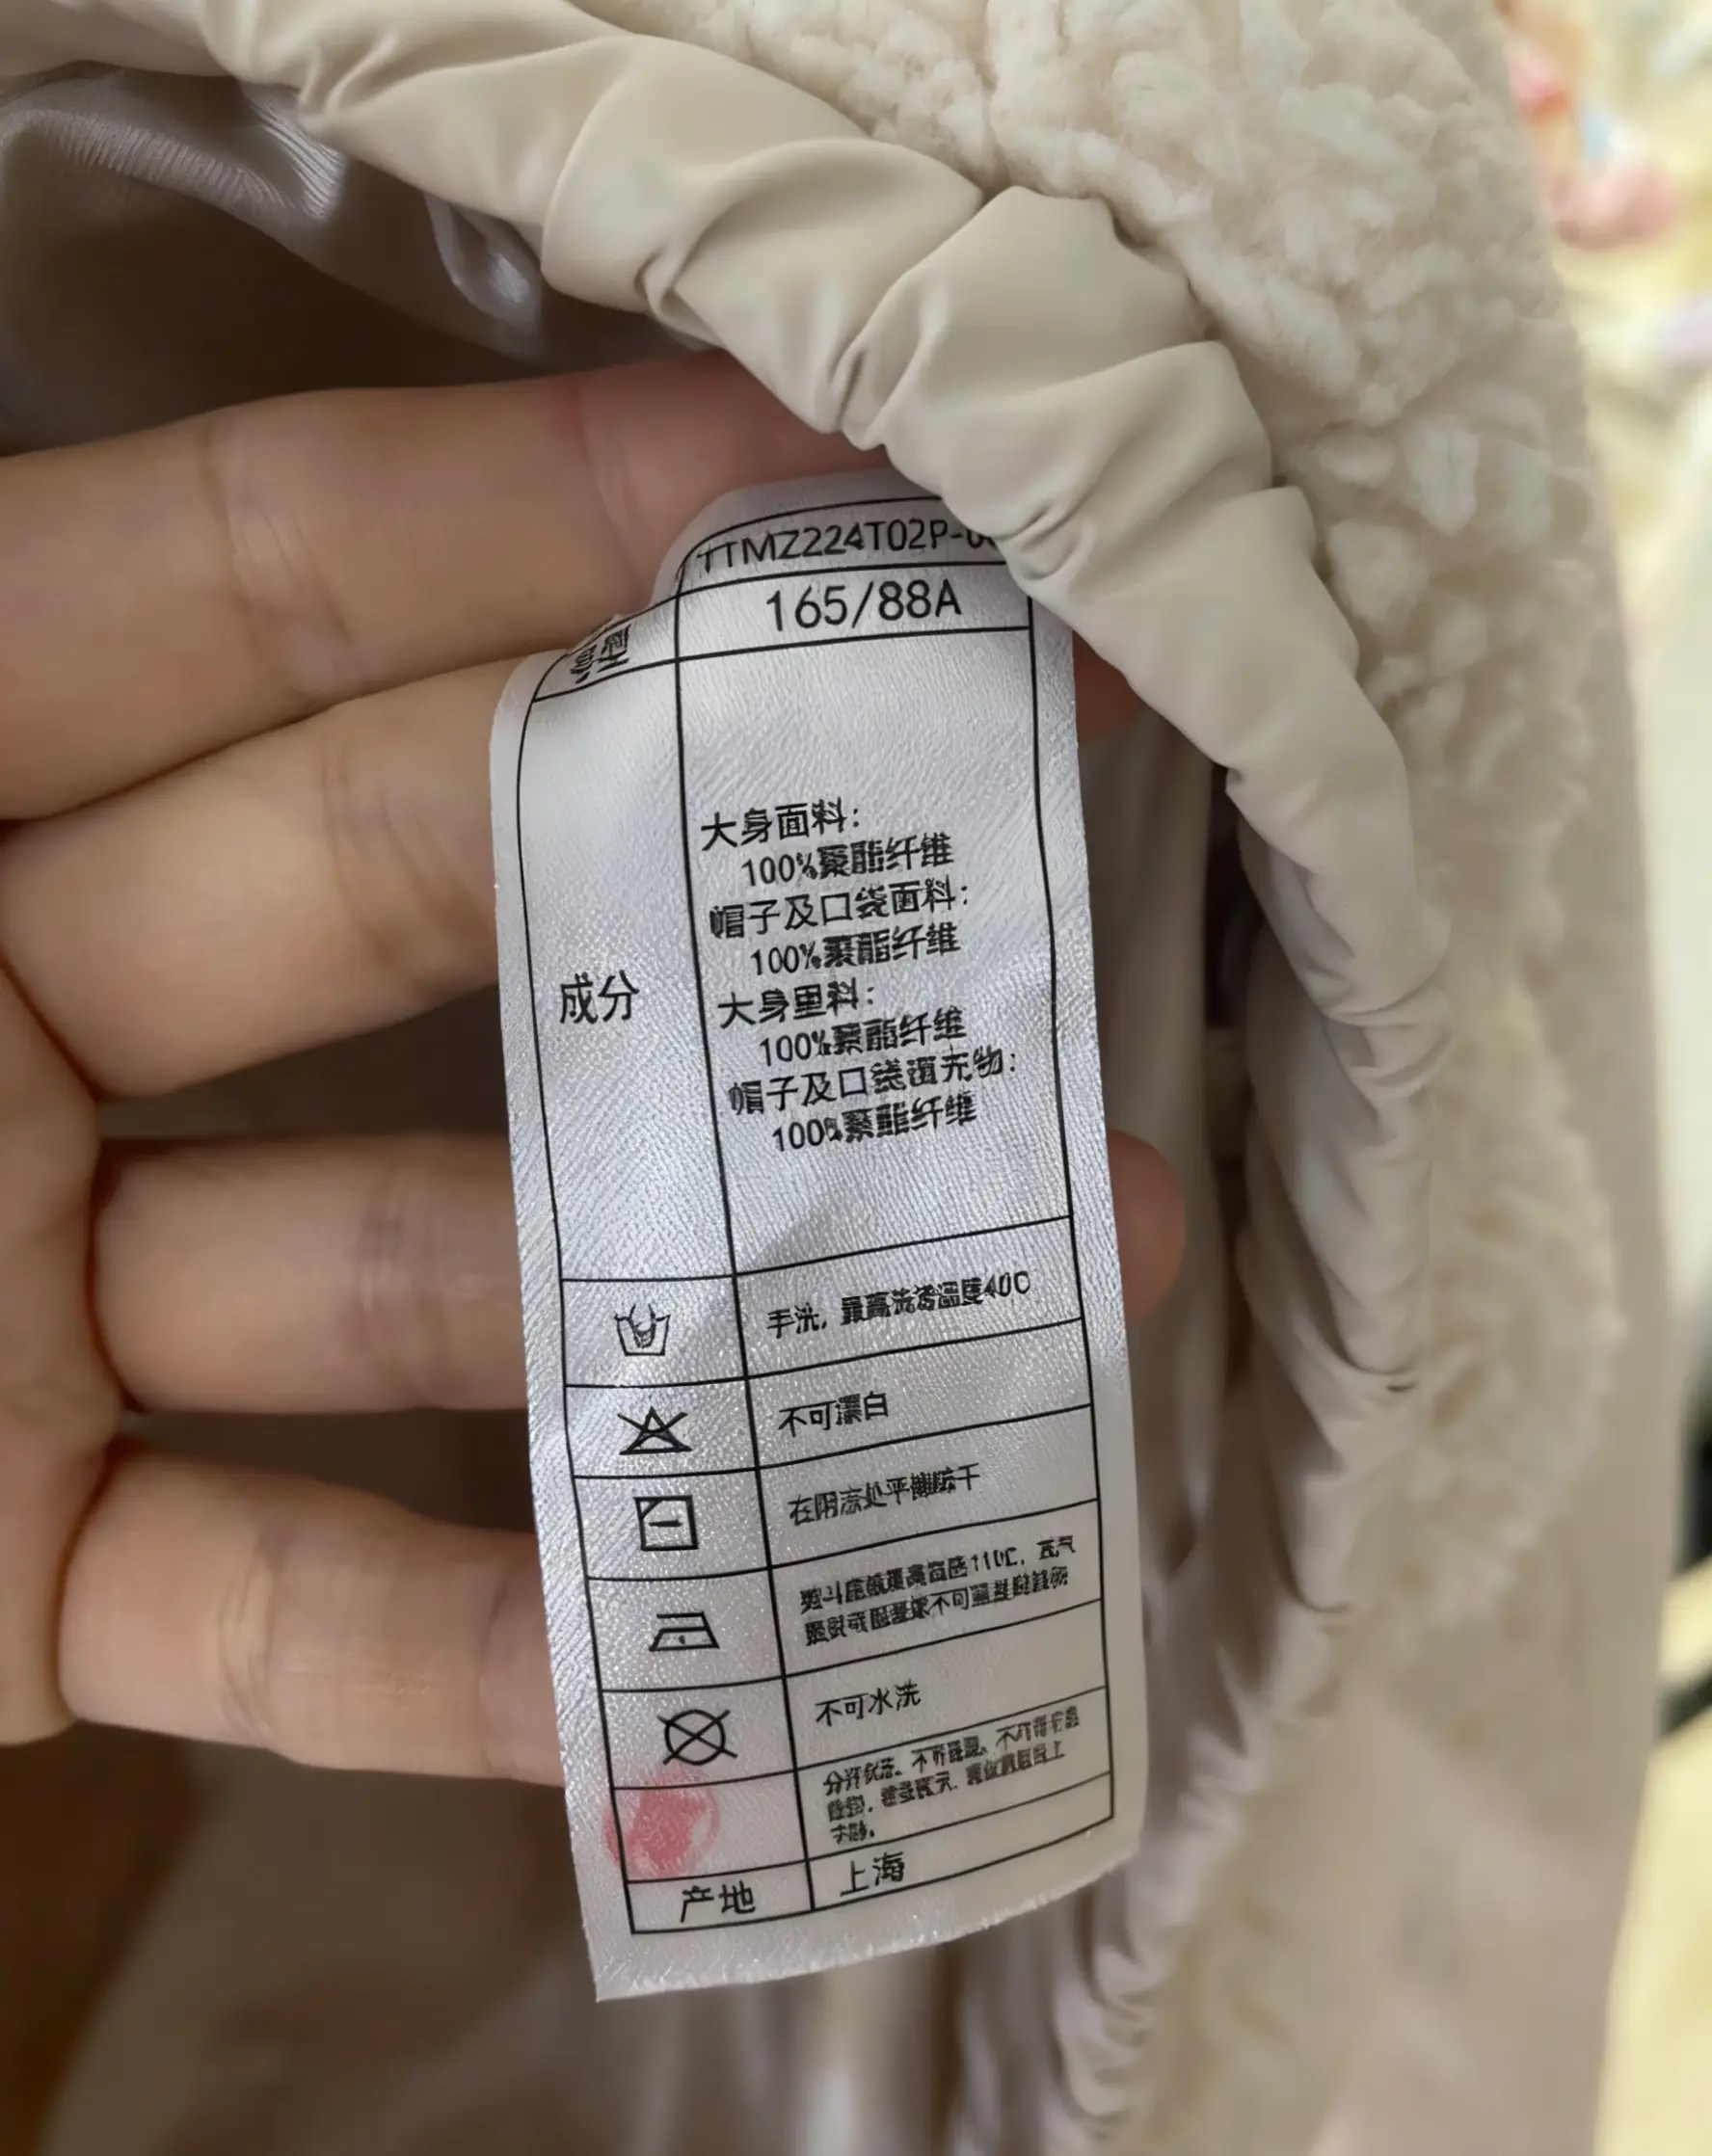 TTMZ224T02P-0
165/88A
成分
大身面料:
100%聚酯纤维
帽子及口袋面料:
100%聚酯纤维
大身里料:
100%聚酯纤维
帽子及口袋填充物:
100%聚酯纤维
手洗, 最高洗涤温度40C
不可漂白
在阴凉处平摊晾干
不可水洗
产地
上海